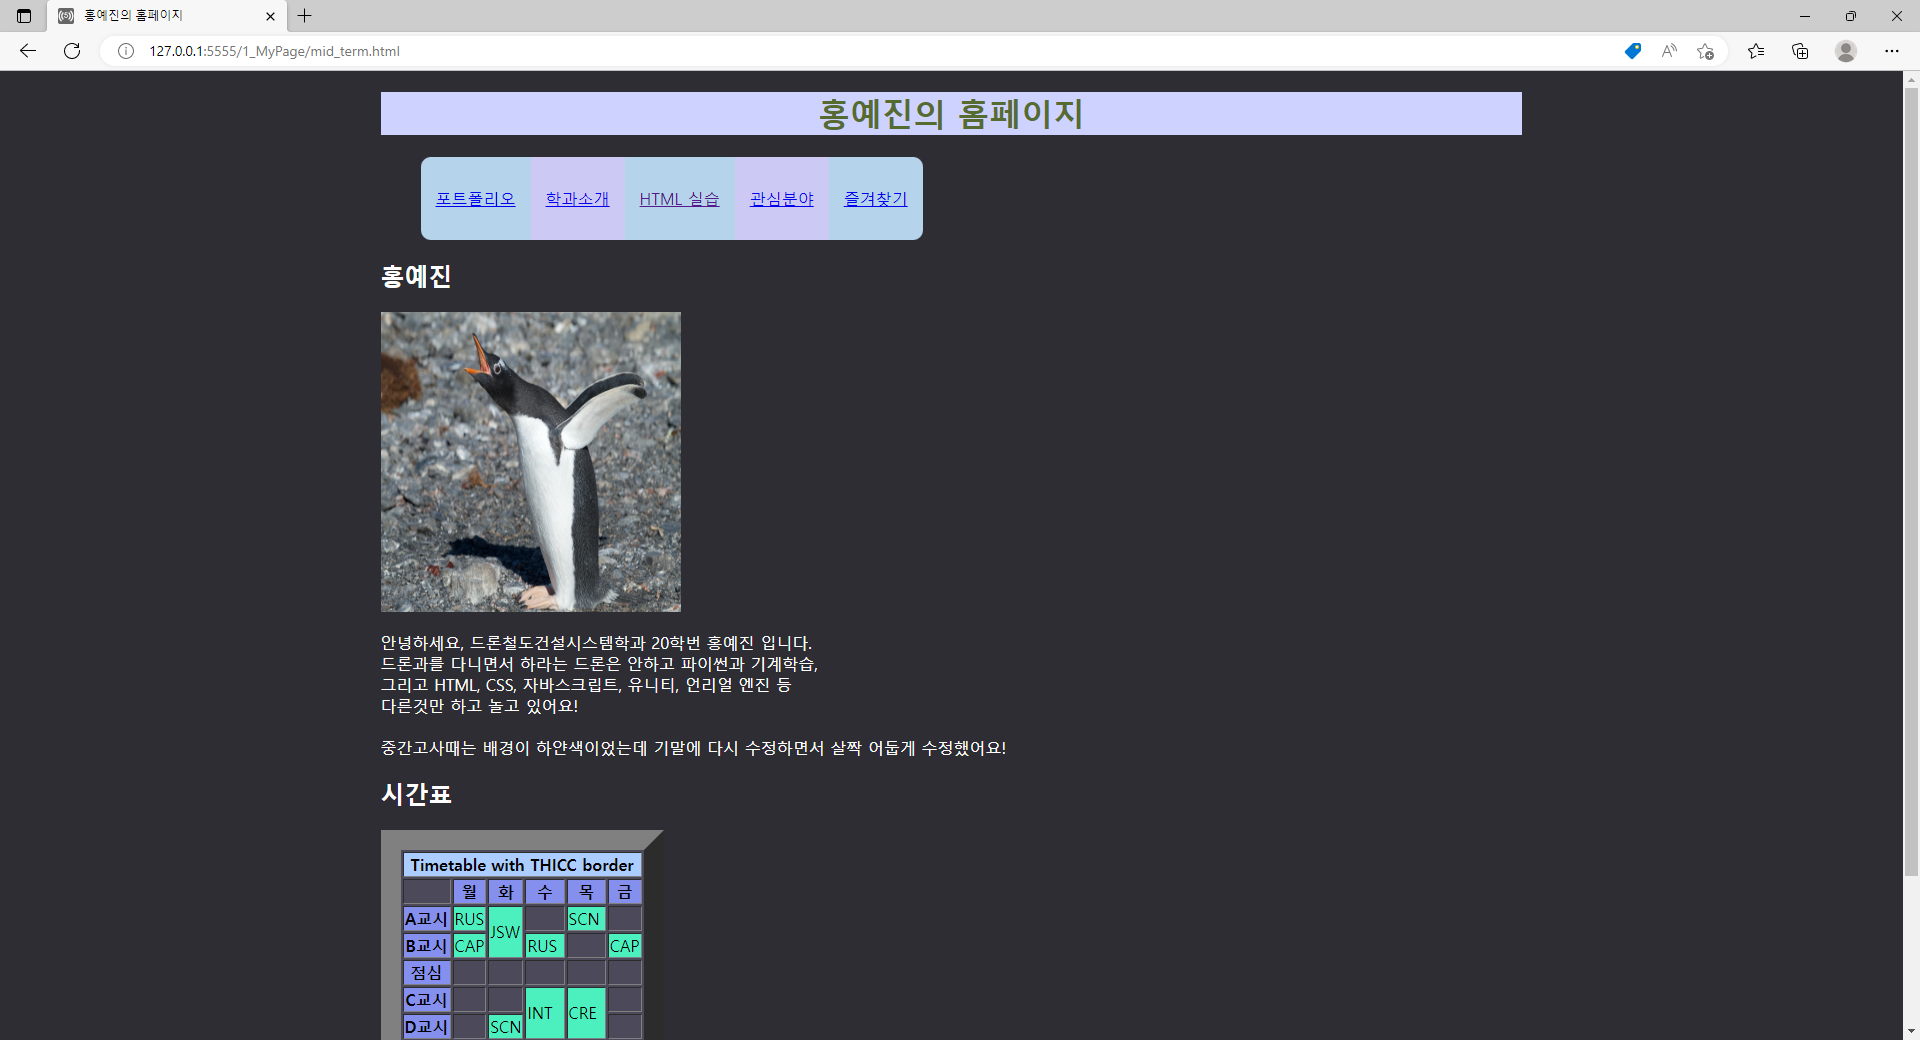 홍예진의 홈페이지
127.0.0.1:5555/1_MyPage/mid_term.html
홍예진의 홈페이지
포트폴리오 학과소개 HTML 실습 관심분야 즐겨찾기
홍예진
안녕하세요, 드론철도건설시스템학과 20학번 홍예진 입니다.
드론과를 다니면서 하라는 드론은 안하고 파이썬과 기계학습,
그리고 HTML, CSS, 자바스크립트, 유니티, 언리얼 엔진 등
다른것만 하고 놀고 있어요!
중간고사때는 배경이 하얀색이었는데 기말에 다시 수정하면서 살짝 어둡게 수정했어요!
시간표
Timetable with THICC border
월 화 수 목 금
A교시 RUS JSW SCN
B교시 CAP RUS CAP
점심
C교시 INT CRE
D교시 SCN